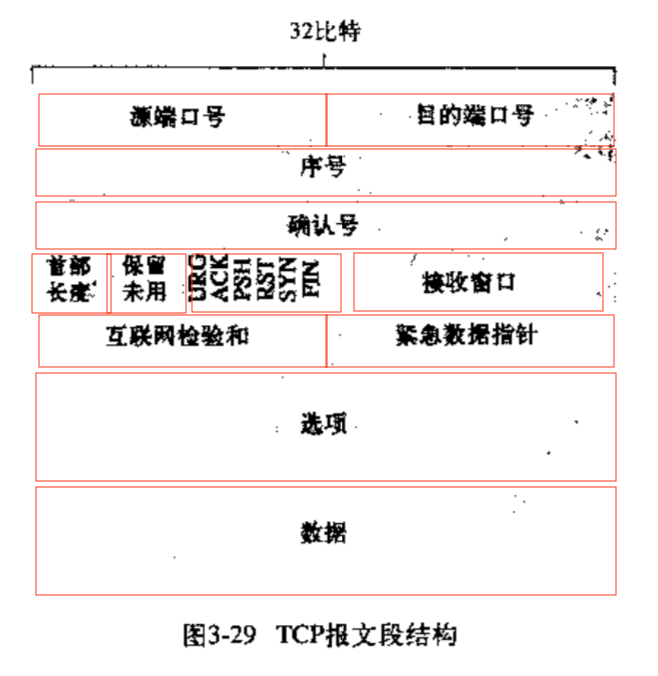 32比特
源端口号 目的端口号
序号
确认号
首部 保留 URG ACK PSH RST SYN FIN 接收窗口
长度 未用
互联网检验和 紧急数据指针
选项
数据
图3-29 TCP报文段结构